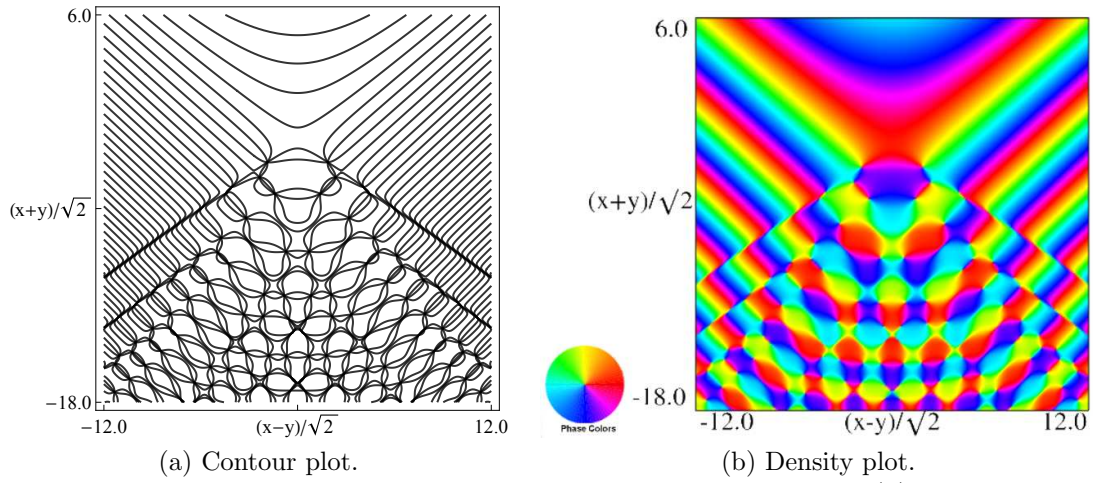 6.0
(x+y)/√2
−18.0
−12.0
(x−y)/√2
12.0
(a) Contour plot.
6.0
(x+y)/√2
Phase Colors
-18.0
-12.0
(x-y)/√2
12.0
(b) Density plot.